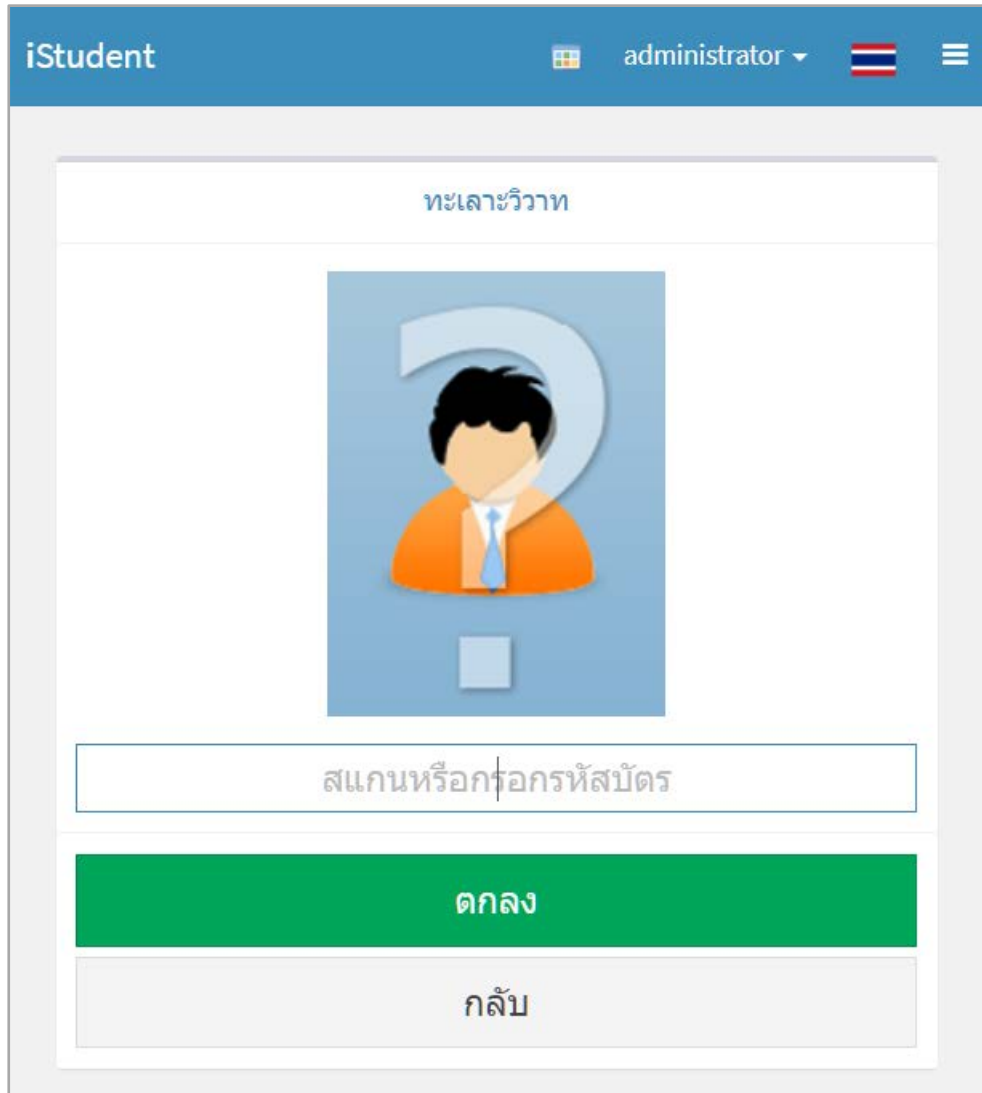 iStudent administrator
ทะเลาะวิวาท
สแกนหรือกรอกรหัสบัตร
ตกลง
กลับ